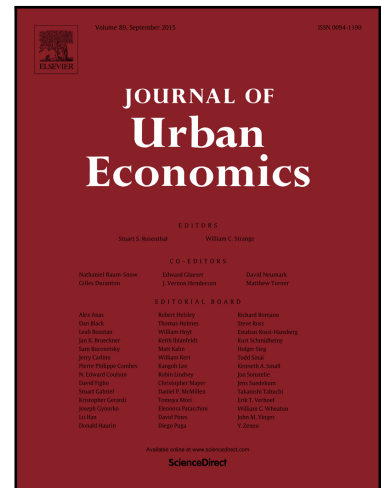 Volume 89, September 2015
ISSN 0094-1190
ELSEVIER
JOURNAL OF
Urban
Economics
EDITORS
Stuart S. Rosenthal
William C. Strange
CO-EDITORS
Nathaniel Baum-Snow
Edward Glaeser
David Neumark
Gilles Duranton
J. Vernon Henderson
Matthew Turner
EDITORIAL BOARD
Alex Anas
Robert Helsley
Richard Romano
Dan Black
Thomas Holmes
Steve Ross
Leah Boustan
William Hoyt
Esteban Rossi-Hansberg
Jan K. Brueckner
Keith Ihlanfeldt
Kurt Schmidheiny
Sam Bucovetsky
Matt Kahn
Holger Sieg
Jerry Carlino
William Kerr
Todd Sinai
Pierre Philippe Combes
Kangoh Lee
Kenneth A. Small
N. Edward Coulson
Robin Lindsey
Jon Sonstelie
David Figlio
Christopher Mayer
Jens Suedekum
Stuart Gabriel
Daniel P. McMillen
Takatoshi Tabuchi
Kristopher Gerardi
Tomoya Mori
Erik T. Verhoef
Joseph Gyourko
Eleonora Patacchini
William C. Wheaton
Lu Han
David Pines
John M. Yinger
Donald Haurin
Diego Puga
Y. Zenou
Available online at www.sciencedirect.com
ScienceDirect